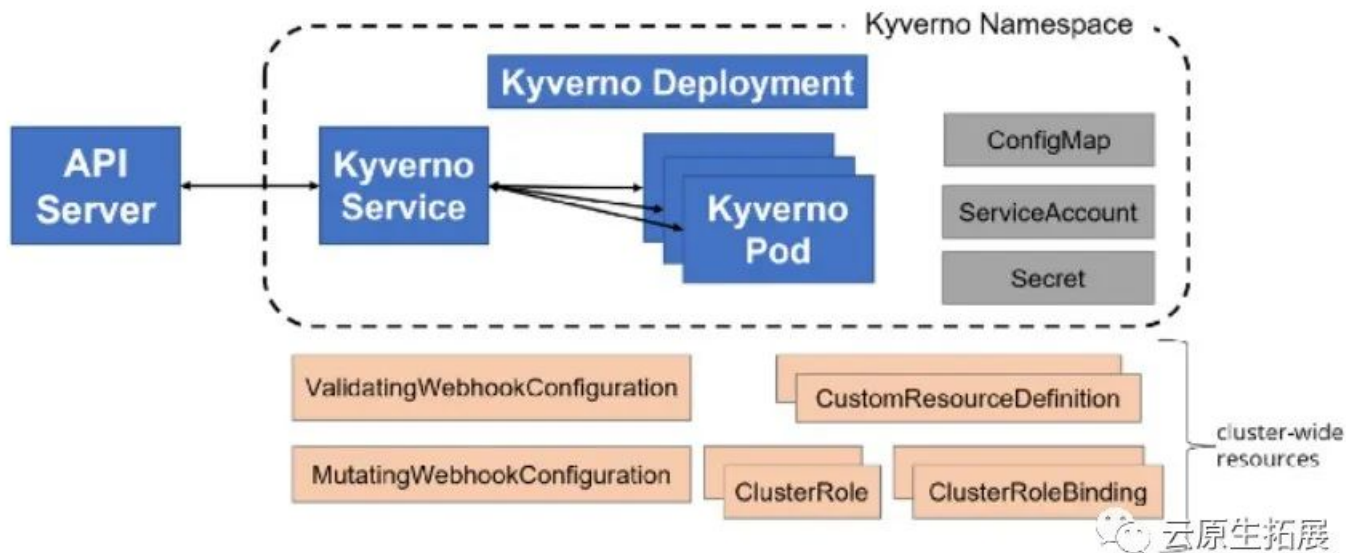 Kyverno Namespace
Kyverno Deployment
API
Server
Kyverno
Service
Kyverno
Pod
ConfigMap
ServiceAccount
Secret
ValidatingWebhookConfiguration
CustomResourceDefinition
MutatingWebhookConfiguration
ClusterRole
ClusterRoleBinding
cluster-wide
resources
云原生拓展